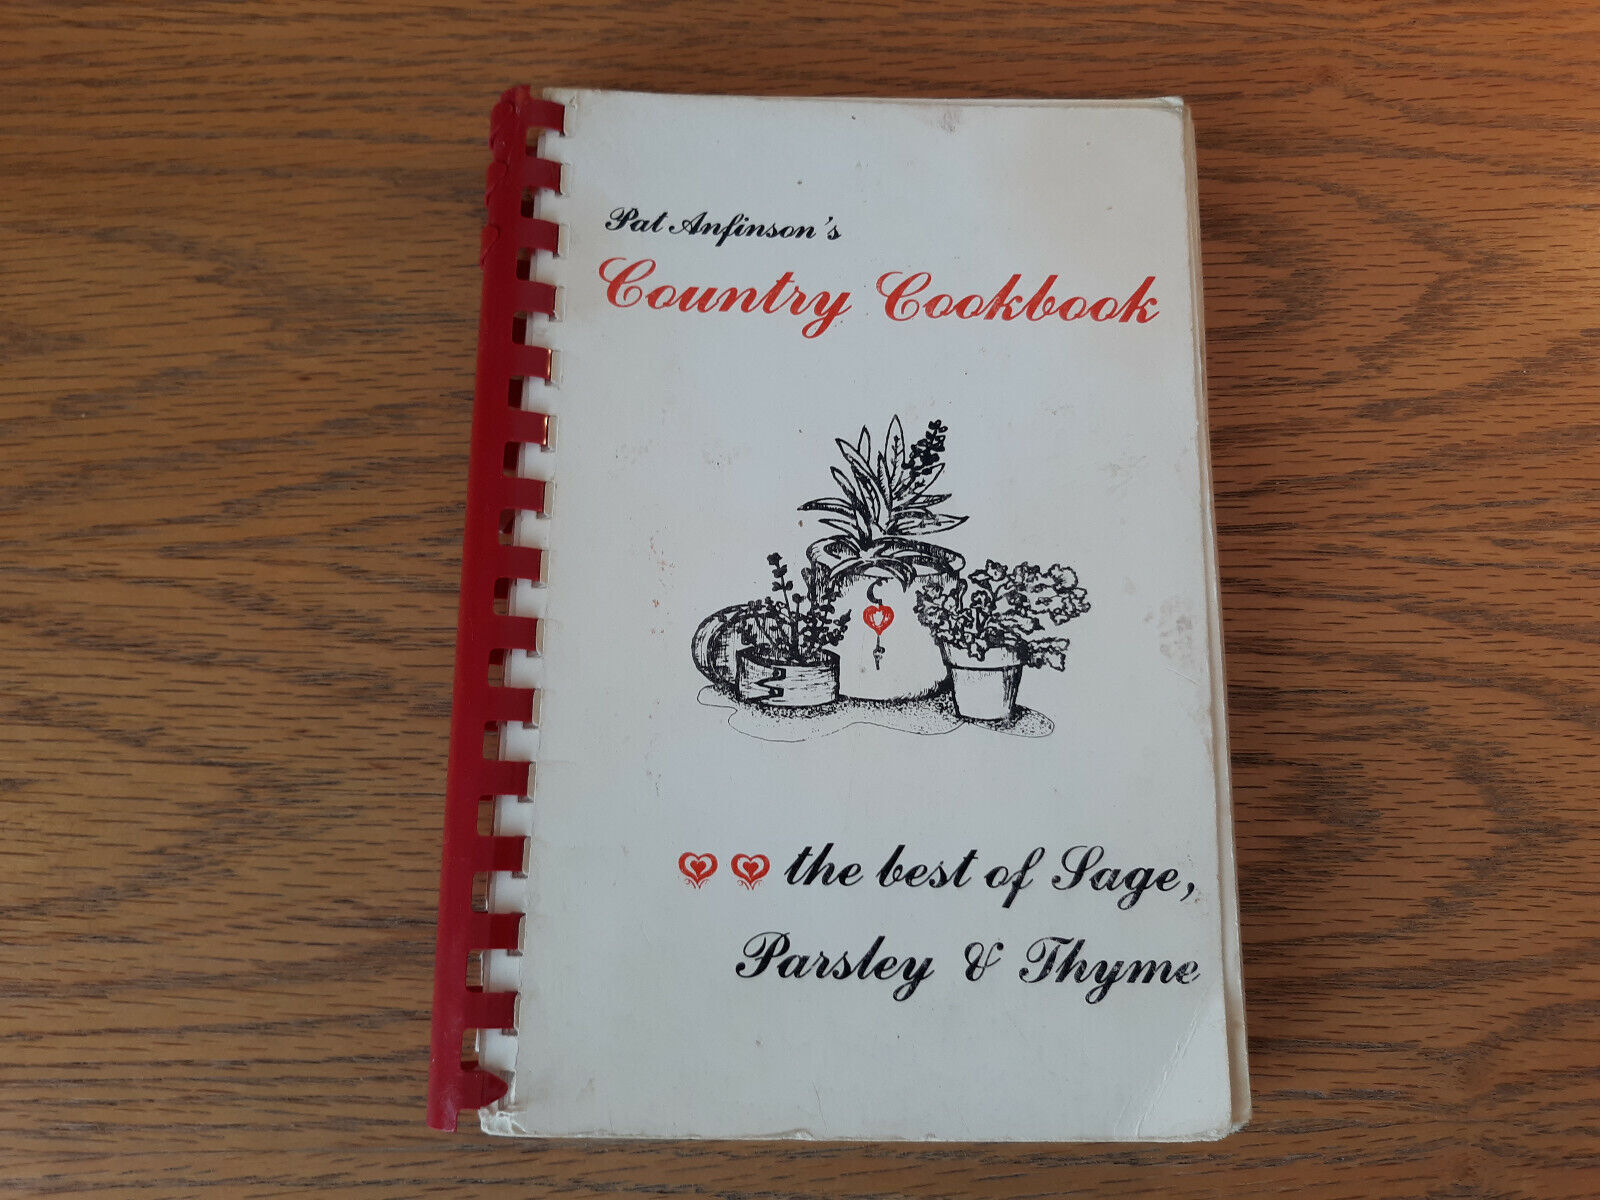 Pat Anfinson's
Country Cookbook
the best of Sage,
Parsley & Thyme